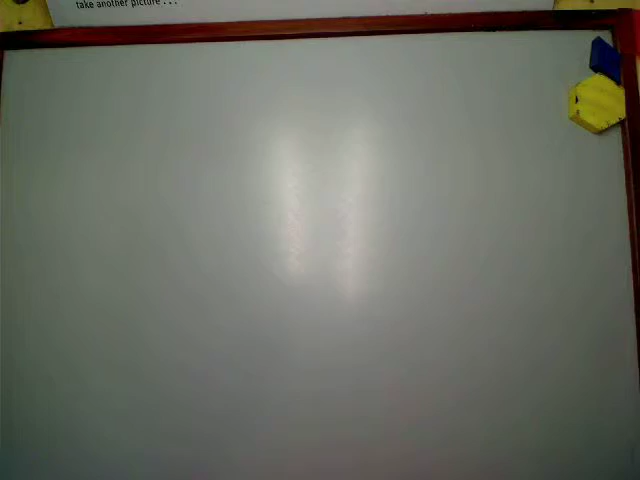 take another picture . . .